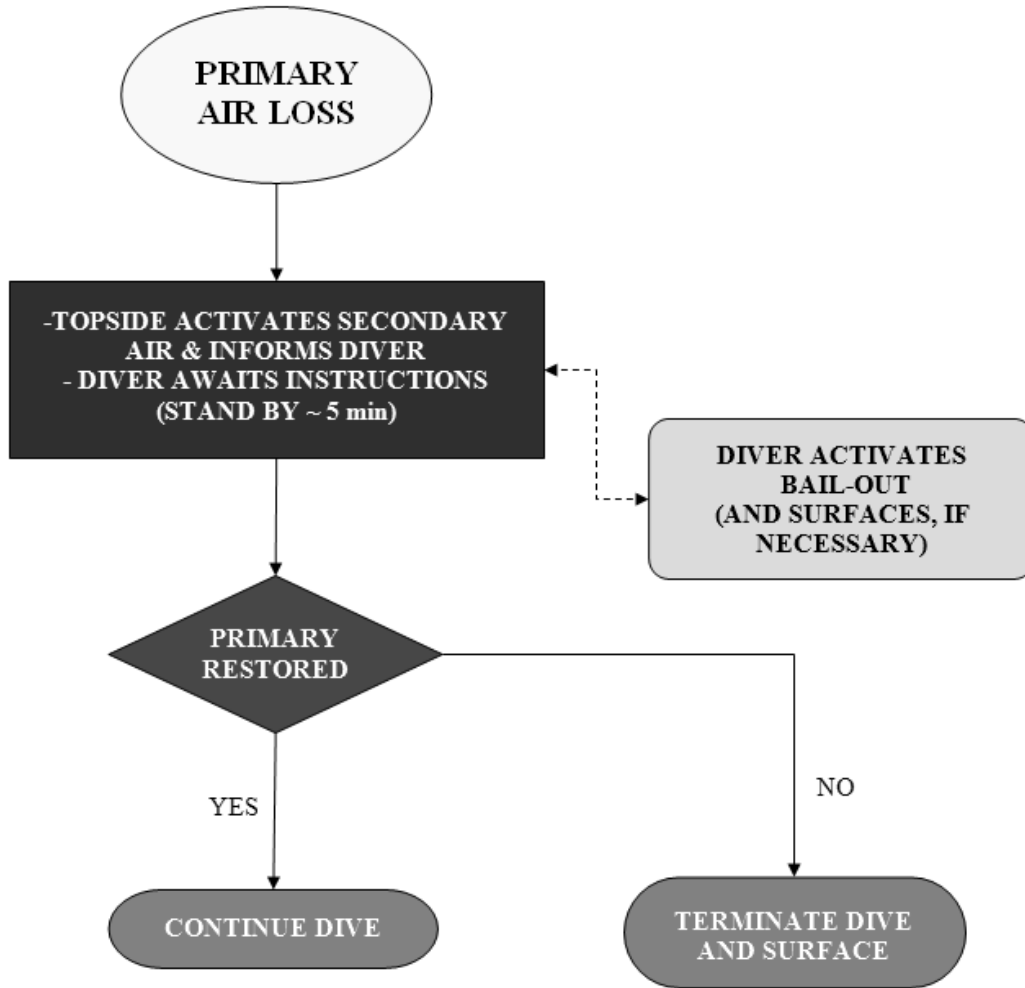 PRIMARY
AIR LOSS
-TOPSIDE ACTIVATES SECONDARY
AIR & INFORMS DIVER
- DIVER AWAITS INSTRUCTIONS
(STAND BY ~ 5 min)
DIVER ACTIVATES
BAIL-OUT
(AND SURFACES, IF
NECESSARY)
PRIMARY
RESTORED
YES
NO
CONTINUE DIVE
TERMINATE DIVE
AND SURFACE